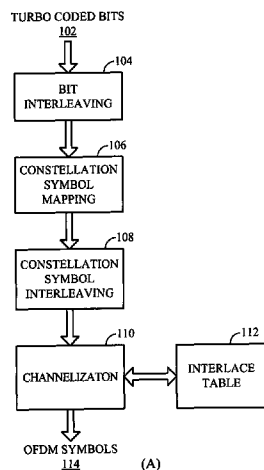 TURBO CODED BITS
102
104
BIT
INTERLEAVING
106
CONSTELLATION
SYMBOL
MAPPING
108
CONSTELLATION
SYMBOL
INTERLEAVING
110
CHANNELIZATON
112
INTERLACE
TABLE
OFDM SYMBOLS
114
(A)